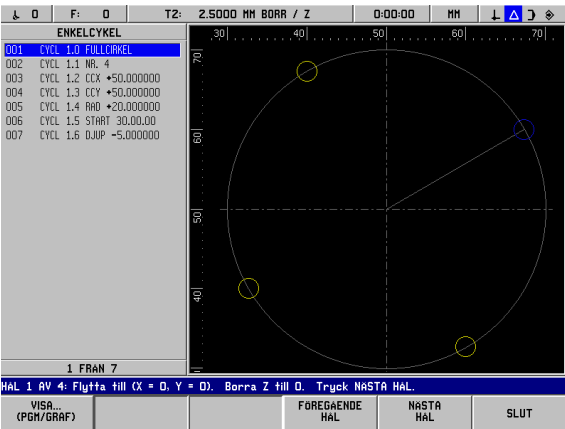 0 F: 0 T2: 2.5000 MM BORR / Z 0:00:00 MM
ENKELCYKEL
001 CYCL 1.0 FULLCIRKEL
002 CYCL 1.1 NR. 4
003 CYCL 1.2 CCX +50.000000
004 CYCL 1.3 CCY +50.000000
005 CYCL 1.4 RAD +20.000000
006 CYCL 1.5 START 30.00.00
007 CYCL 1.6 DJUP -5.000000
1 FRAN 7
30 40 50 60 70
70
60
50
40
HAL 1 AV 4: Flytta till (X = 0, Y = 0). Borra Z till 0. Tryck NASTA HAL.
VISA...
(PGM/GRAF)
FOREGAENDE
HAL
NASTA
HAL
SLUT